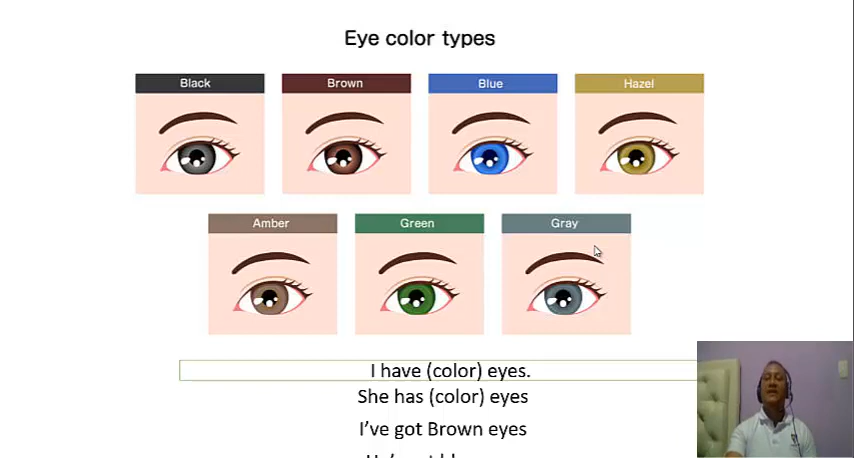 Eye color types
Black Brown Blue Hazel
Amber Green Gray
I have (color) eyes.
She has (color) eyes
I've got Brown eyes